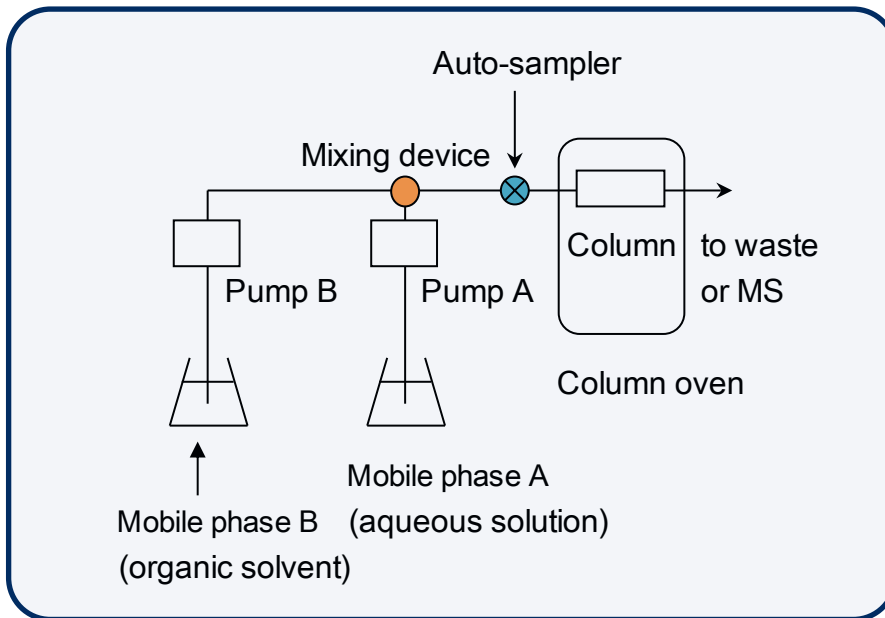 Auto-sampler
Mixing device
Column
to waste
or MS
Pump B
Pump A
Column oven
Mobile phase A
(aqueous solution)
Mobile phase B
(organic solvent)